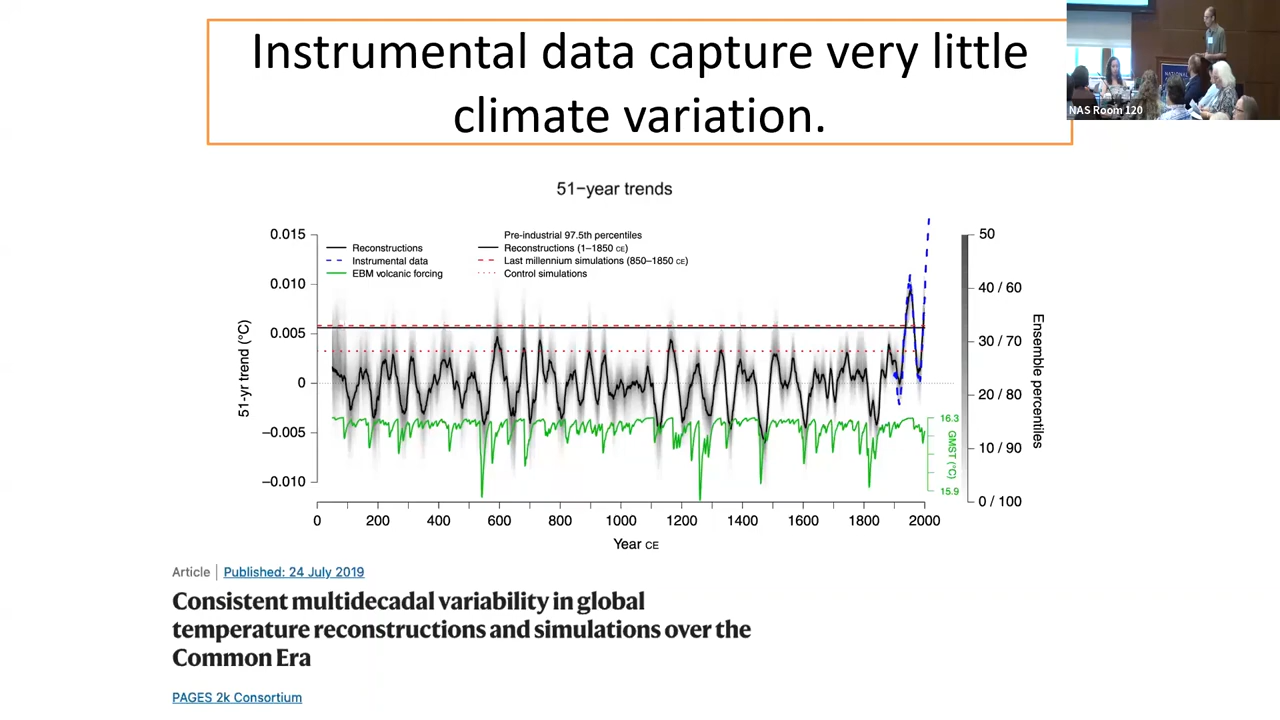 Instrumental data capture very little
climate variation.
NATIONAL
NAS Room 120
51−year trends
0.015
0.010
0.005
0
−0.005
−0.010
51-yr trend (°C)
Reconstructions
Instrumental data
EBM volcanic forcing
Pre-industrial 97.5th percentiles
Reconstructions (1–1850 CE)
Last millennium simulations (850–1850 CE)
Control simulations
50
40 / 60
30 / 70
20 / 80
10 / 90
0 / 100
Ensemble percentiles
16.3
GMST (°C)
15.9
0 200 400 600 800 1000 1200 1400 1600 1800 2000
Year CE
Article | Published: 24 July 2019
Consistent multidecadal variability in global
temperature reconstructions and simulations over the
Common Era
PAGES 2k Consortium